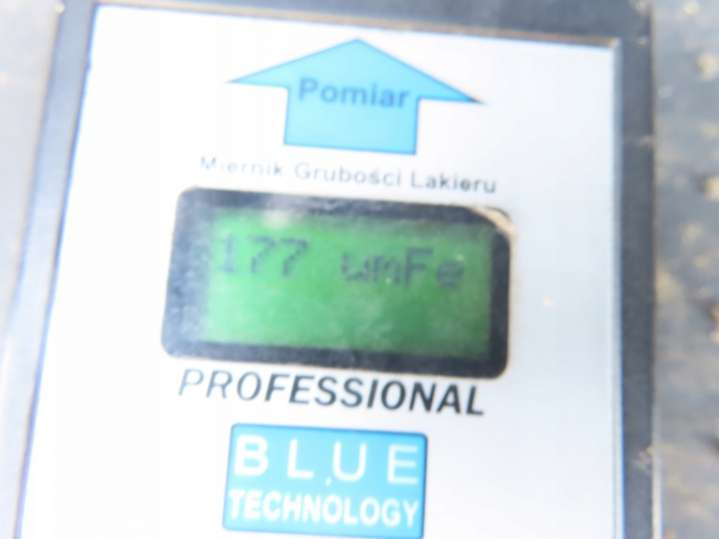 Pomiar
Miernik Grubości Lakieru
177 umFe
PROFESSIONAL
BLUE
TECHNOLOGY